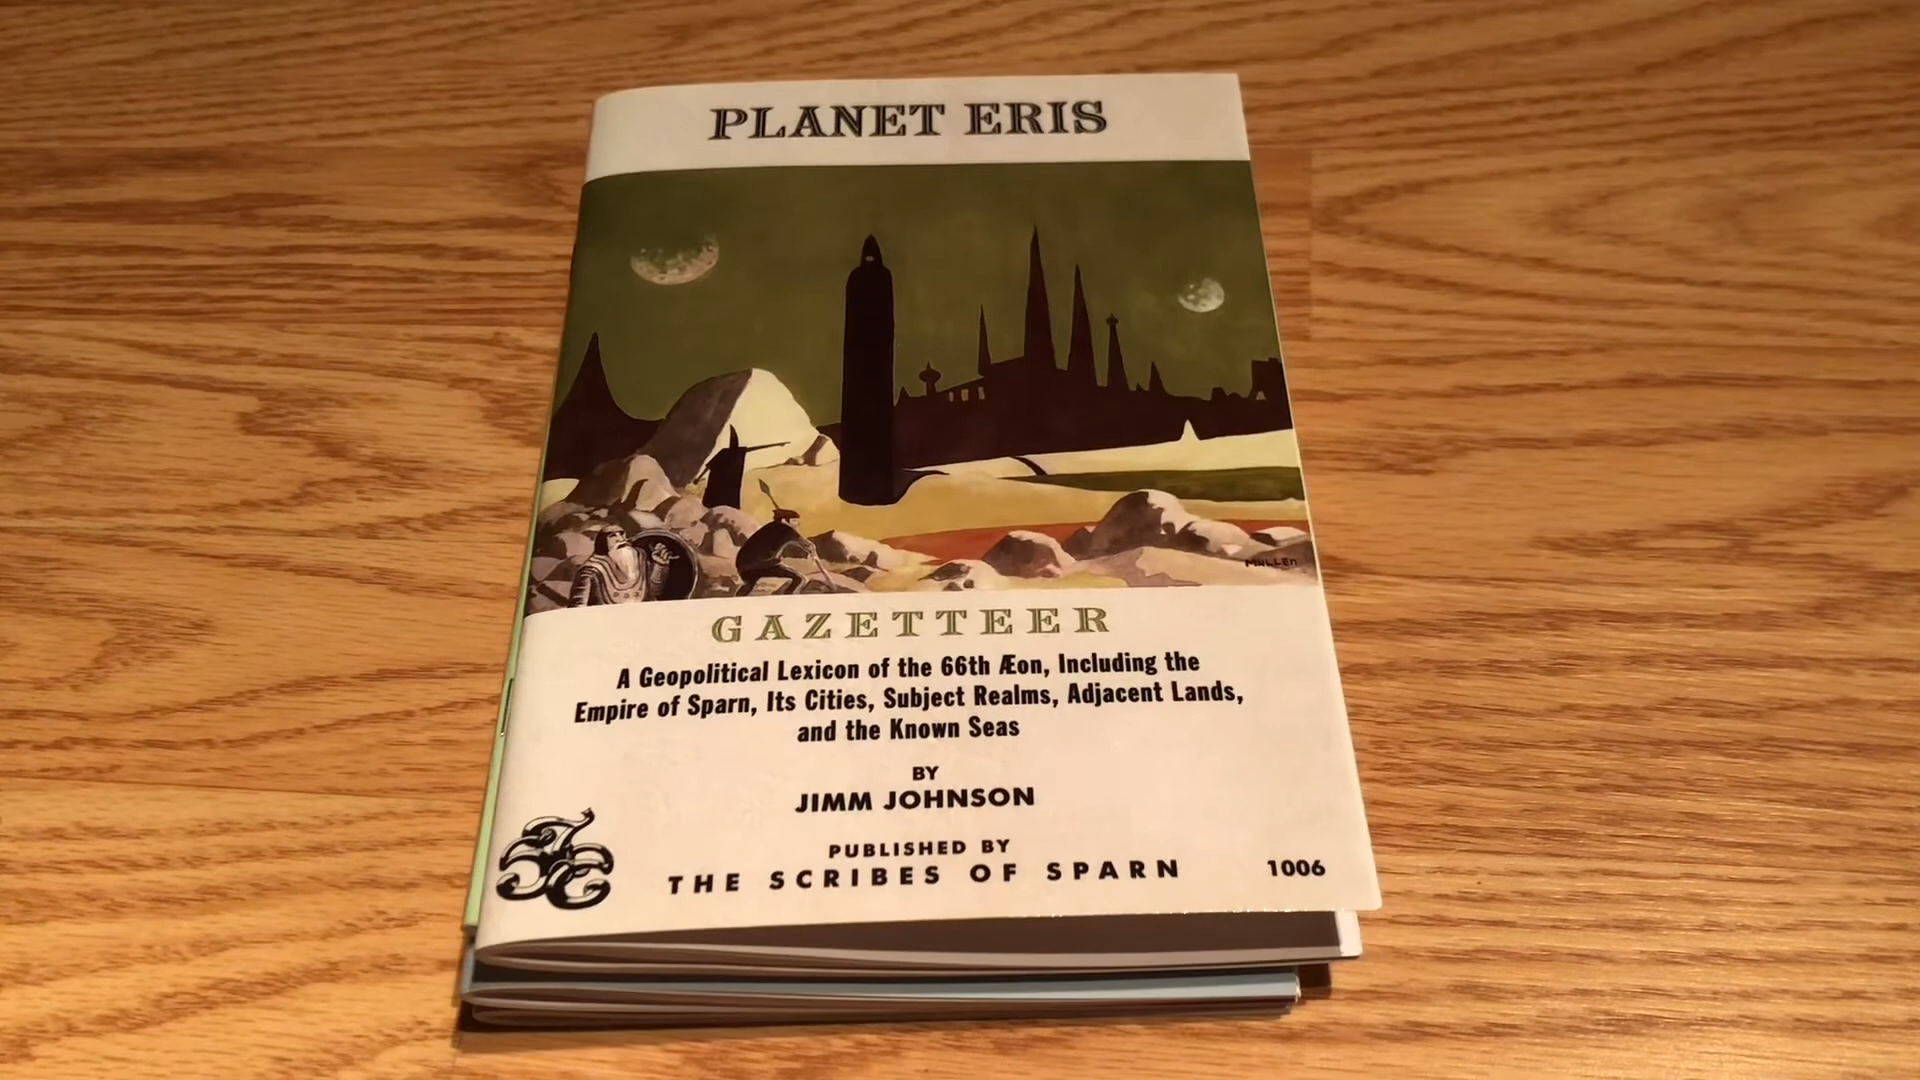 PLANET ERIS
MULLEN
GAZETTEER
A Geopolitical Lexicon of the 66th Æon, Including the
Empire of Sparn, Its Cities, Subject Realms, Adjacent Lands,
and the Known Seas
BY
JIMM JOHNSON
PUBLISHED BY
THE SCRIBES OF SPARN
1006